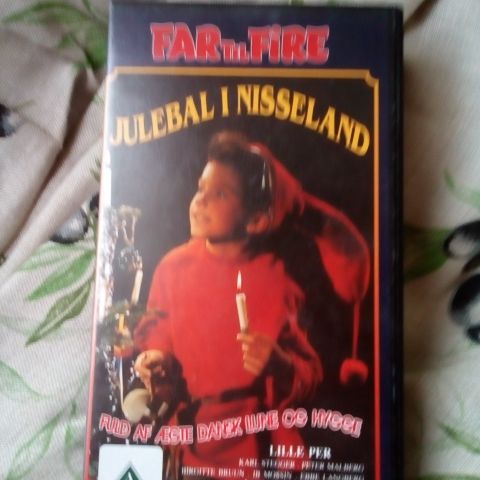 FAR TIL FIRE
JULEBAL I NISSELAND
FULD AF ÆGTE DANSK LUNE OG HYGGE
LILLE PER
KARL STEGGER · PETER MALBERG
BIRGITTE BRUUN · IB MOSSIN · EBBE LANGBERG